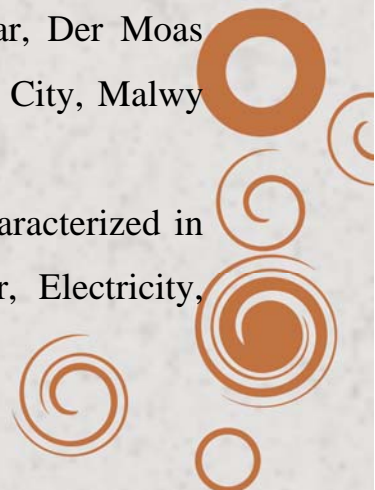 ar, Der Moas
City, Malwy
aracterized in
r, Electricity,